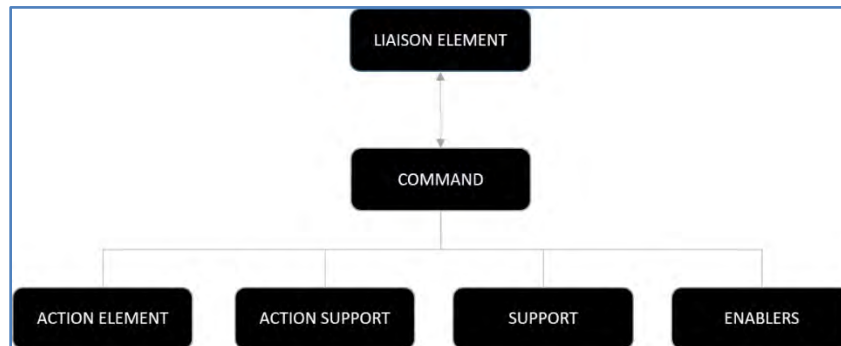 LIAISON ELEMENT
COMMAND
ACTION ELEMENT
ACTION SUPPORT
SUPPORT
ENABLERS